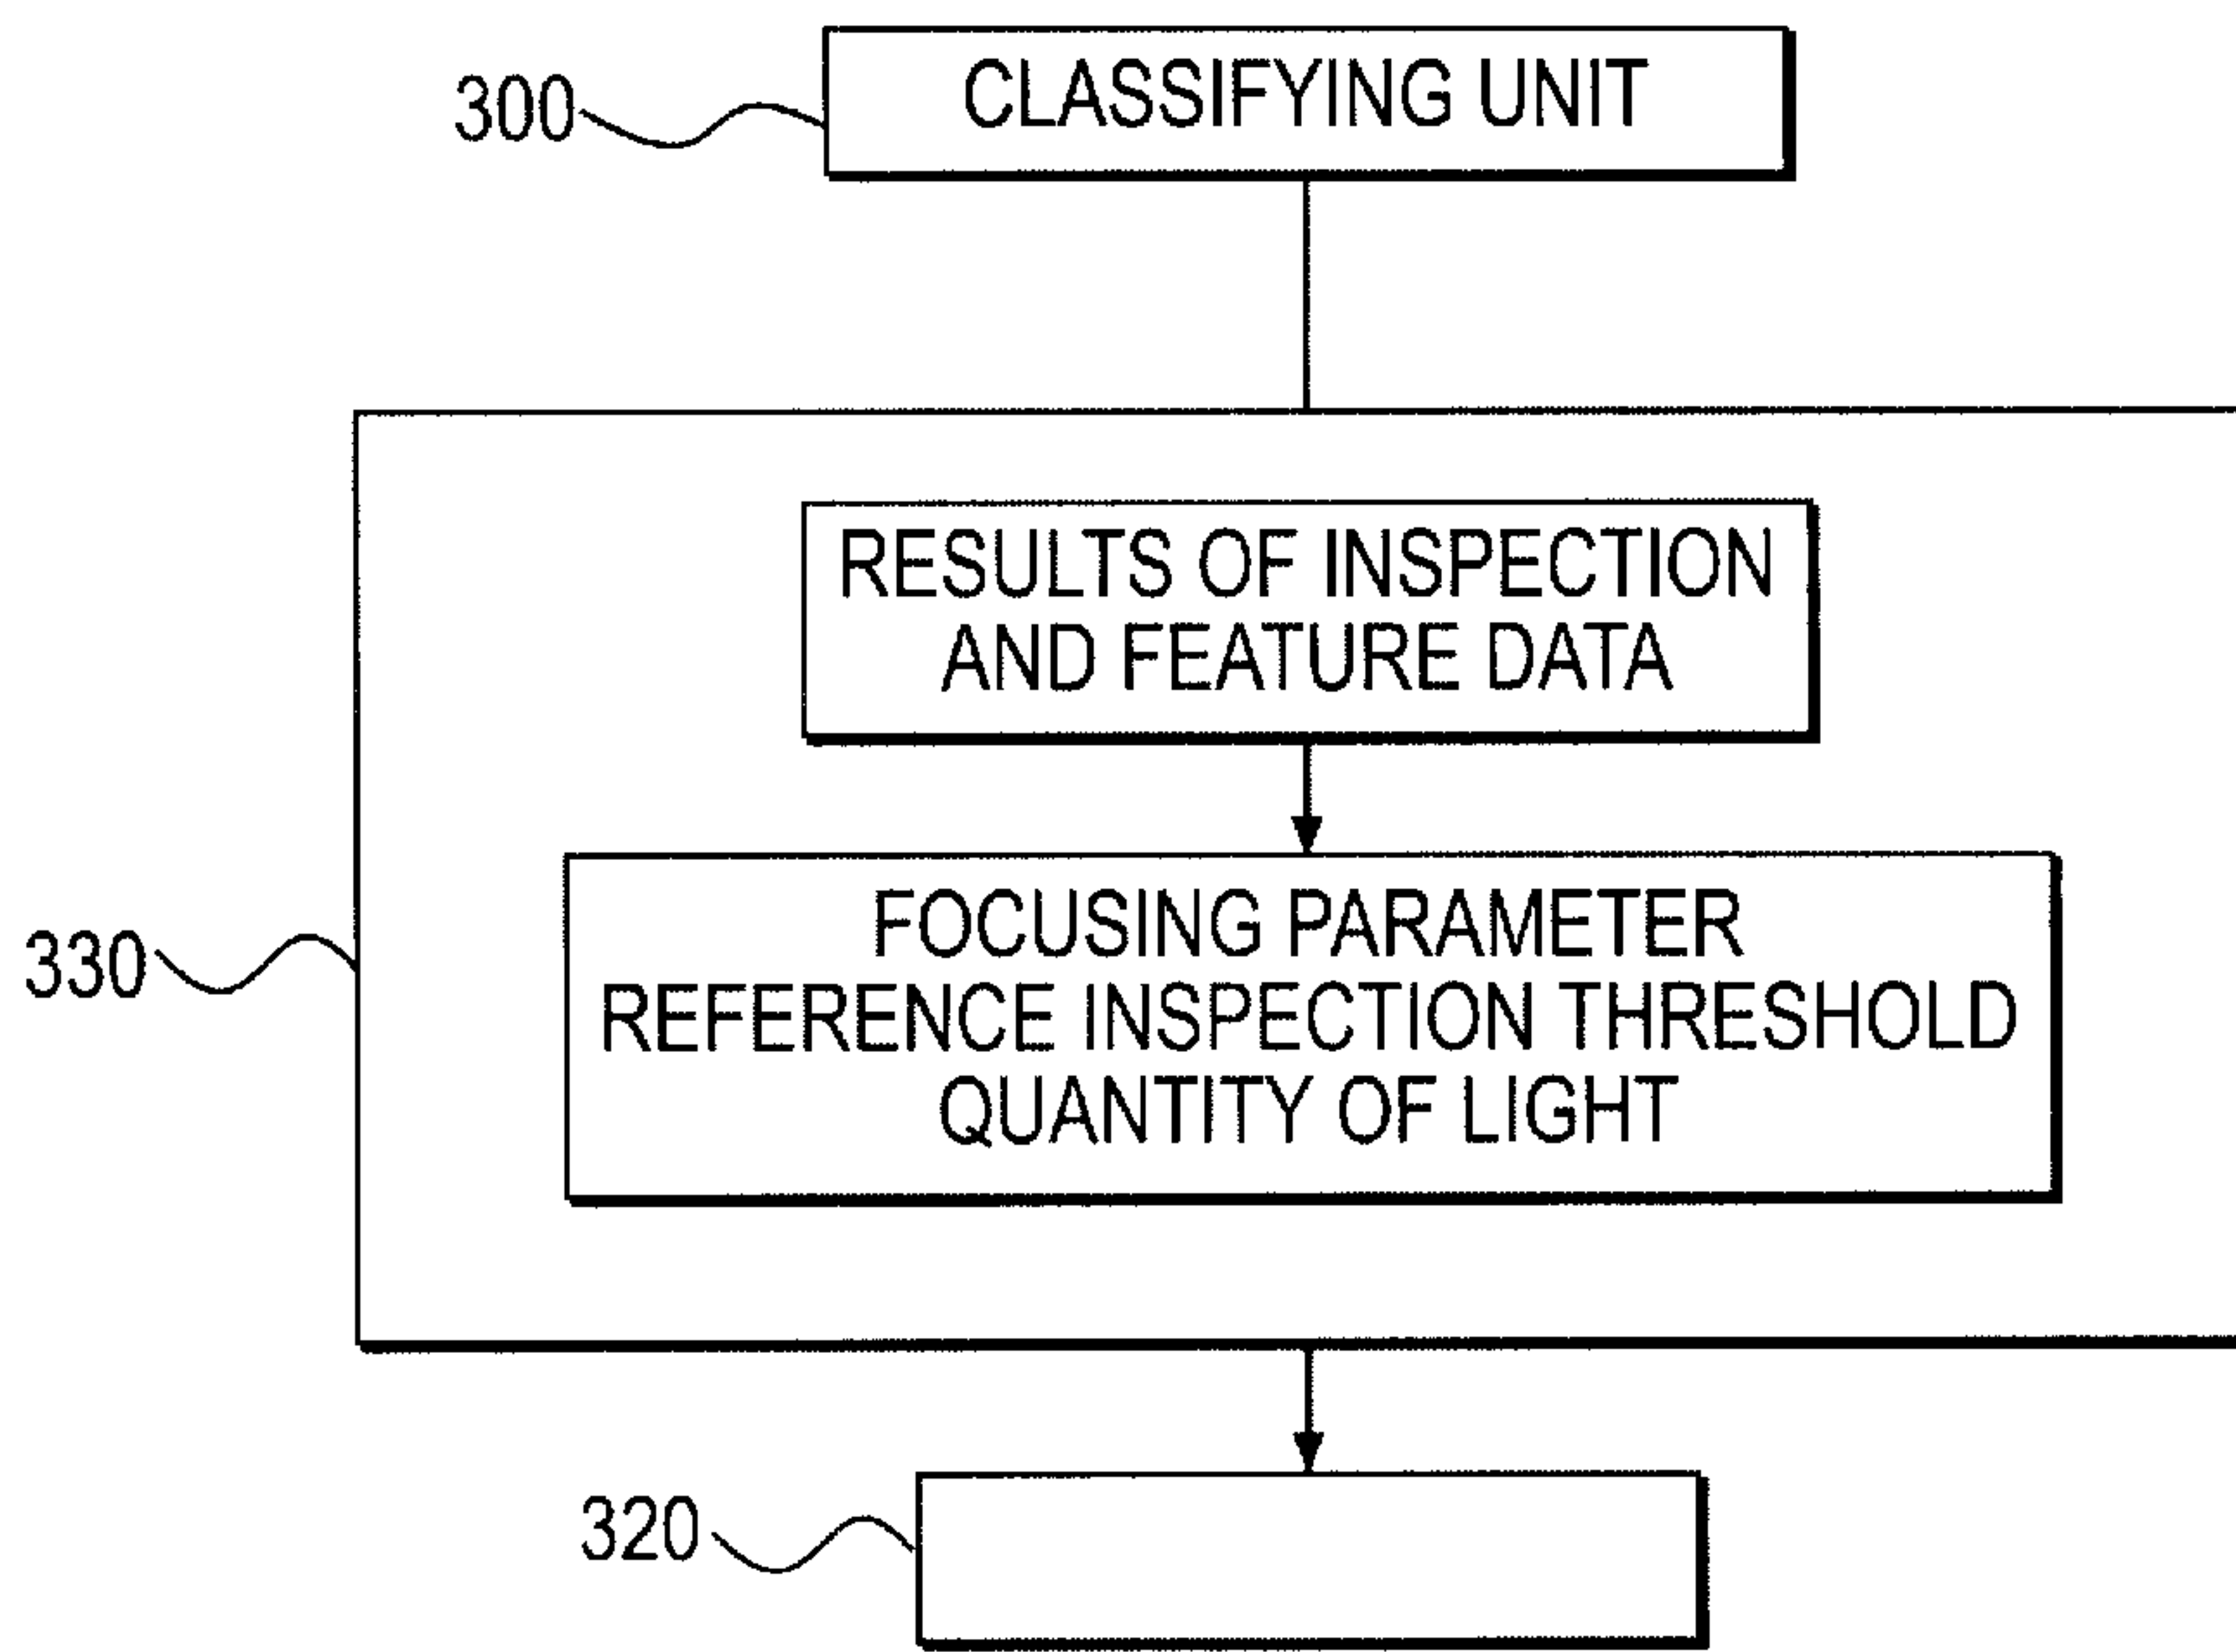 300
CLASSIFYING UNIT
RESULTS OF INSPECTION
AND FEATURE DATA
330
FOCUSING PARAMETER
REFERENCE INSPECTION THRESHOLD
QUANTITY OF LIGHT
320